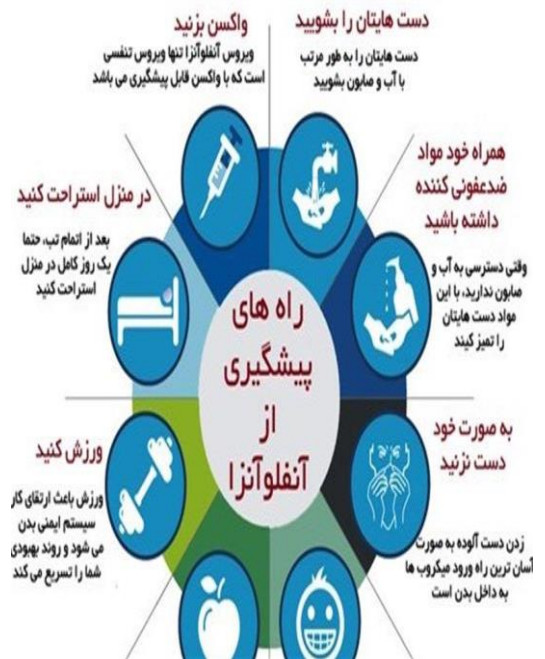 دست هایتان را بشویید
دست هایتان را به طور مرتب
با آب و صابون بشویید
همراه خود مواد
ضدعفونی کننده
داشته باشید
وقتی دسترسی به آب و
صابون ندارید، با این
مواد دست هایتان
را تمیز کیند
به صورت خود
دست نزنید
زدن دست آلوده به صورت
آسان ترین راه ورود میکروب ها
به داخل بدن است
واکسن بزنید
ویروس آنفلوآنزا تنها ویروس تنفسی
است که با واکسن قابل پیشگیری می باشد
در منزل استراحت کنید
بعد از اتمام تب، حتما
یک روز کامل در منزل
استراحت کنید
ورزش کنید
ورزش باعث ارتقای کار
سیستم ایمنی بدن
می شود و روند بهبودی
شما را تسریع می کند
راه های
پیشگیری
از
آنفلوآنزا